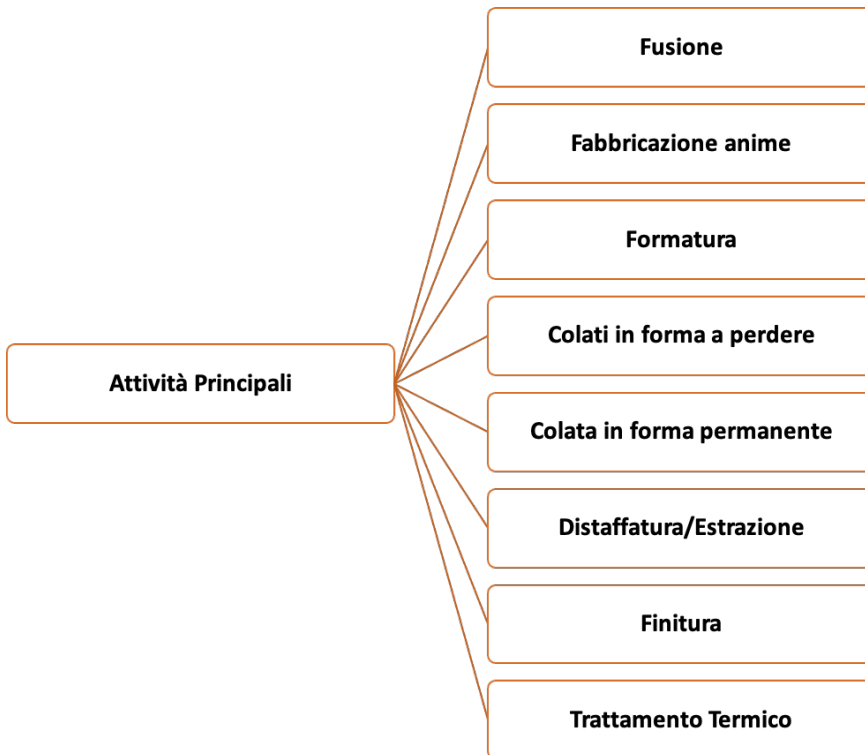 Fusione
Fabbricazione anime
Formatura
Colati in forma a perdere
Attività Principali
Colata in forma permanente
Distaffatura/Estrazione
Finitura
Trattamento Termico